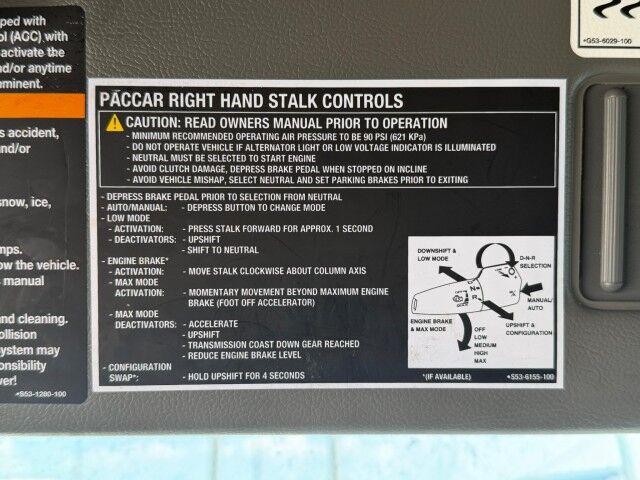 ped with
ol (AGC) with
activate the
nd/or anytime
mminent.
s accident,
and/or
snow, ice,
mps.
ow the vehicle.
s manual
and cleaning.
ollision
system may
ponsibility
ver!
*S53-1280-100
*G53-6029-100
PACCAR RIGHT HAND STALK CONTROLS
CAUTION: READ OWNERS MANUAL PRIOR TO OPERATION
- MINIMUM RECOMMENDED OPERATING AIR PRESSURE TO BE 90 PSI (621 KPa)
- DO NOT OPERATE VEHICLE IF ALTERNATOR LIGHT OR LOW VOLTAGE INDICATOR IS ILLUMINATED
- NEUTRAL MUST BE SELECTED TO START ENGINE
- AVOID CLUTCH DAMAGE, DEPRESS BRAKE PEDAL WHEN STOPPED ON INCLINE
- AVOID VEHICLE MISHAP, SELECT NEUTRAL AND SET PARKING BRAKES PRIOR TO EXITING
- DEPRESS BRAKE PEDAL PRIOR TO SELECTION FROM NEUTRAL
- AUTO/MANUAL: - DEPRESS BUTTON TO CHANGE MODE
- LOW MODE
- ACTIVATION: - PRESS STALK FORWARD FOR APPROX. 1 SECOND
- DEACTIVATORS: - UPSHIFT
- SHIFT TO NEUTRAL
- ENGINE BRAKE*
- ACTIVATION: - MOVE STALK CLOCKWISE ABOUT COLUMN AXIS
- MAX MODE
ACTIVATION: - MOMENTARY MOVEMENT BEYOND MAXIMUM ENGINE
BRAKE (FOOT OFF ACCELERATOR)
- MAX MODE
DEACTIVATORS: - ACCELERATE
- UPSHIFT
- TRANSMISSION COAST DOWN GEAR REACHED
- REDUCE ENGINE BRAKE LEVEL
- CONFIGURATION
SWAP*: - HOLD UPSHIFT FOR 4 SECONDS
DOWNSHIFT &
LOW MODE
D-N-R
SELECTION
D
N
R
MANUAL/
AUTO
ENGINE BRAKE
& MAX MODE
UPSHIFT &
CONFIGURATION
OFF
LOW
MEDIUM
HIGH
MAX
*(IF AVAILABLE)
*S53-6155-100